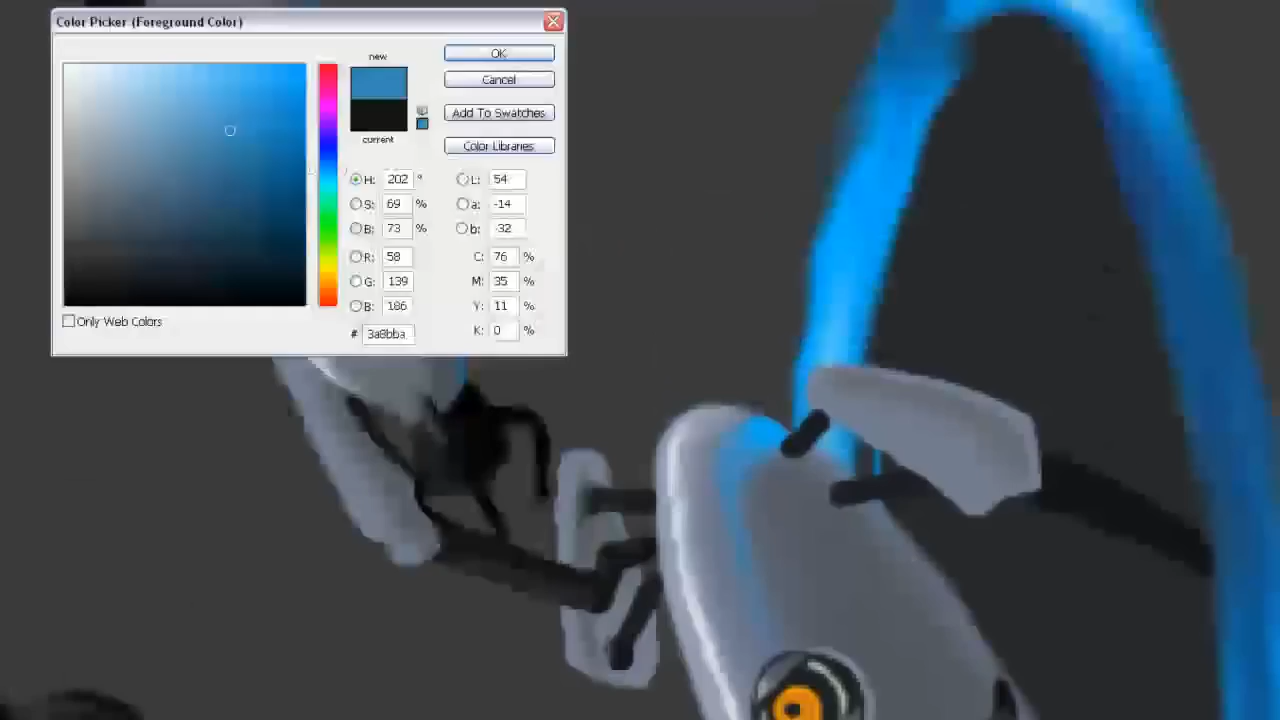 Color Picker (Foreground Color)
new
current
OK
Cancel
Add To Swatches
Color Libraries
H: 202 °
S: 69 %
B: 73 %
R: 58
G: 139
B: 186
# 3a8bba
L: 54
a: -14
b: -32
C: 76 %
M: 35 %
Y: 11 %
K: 0 %
Only Web Colors